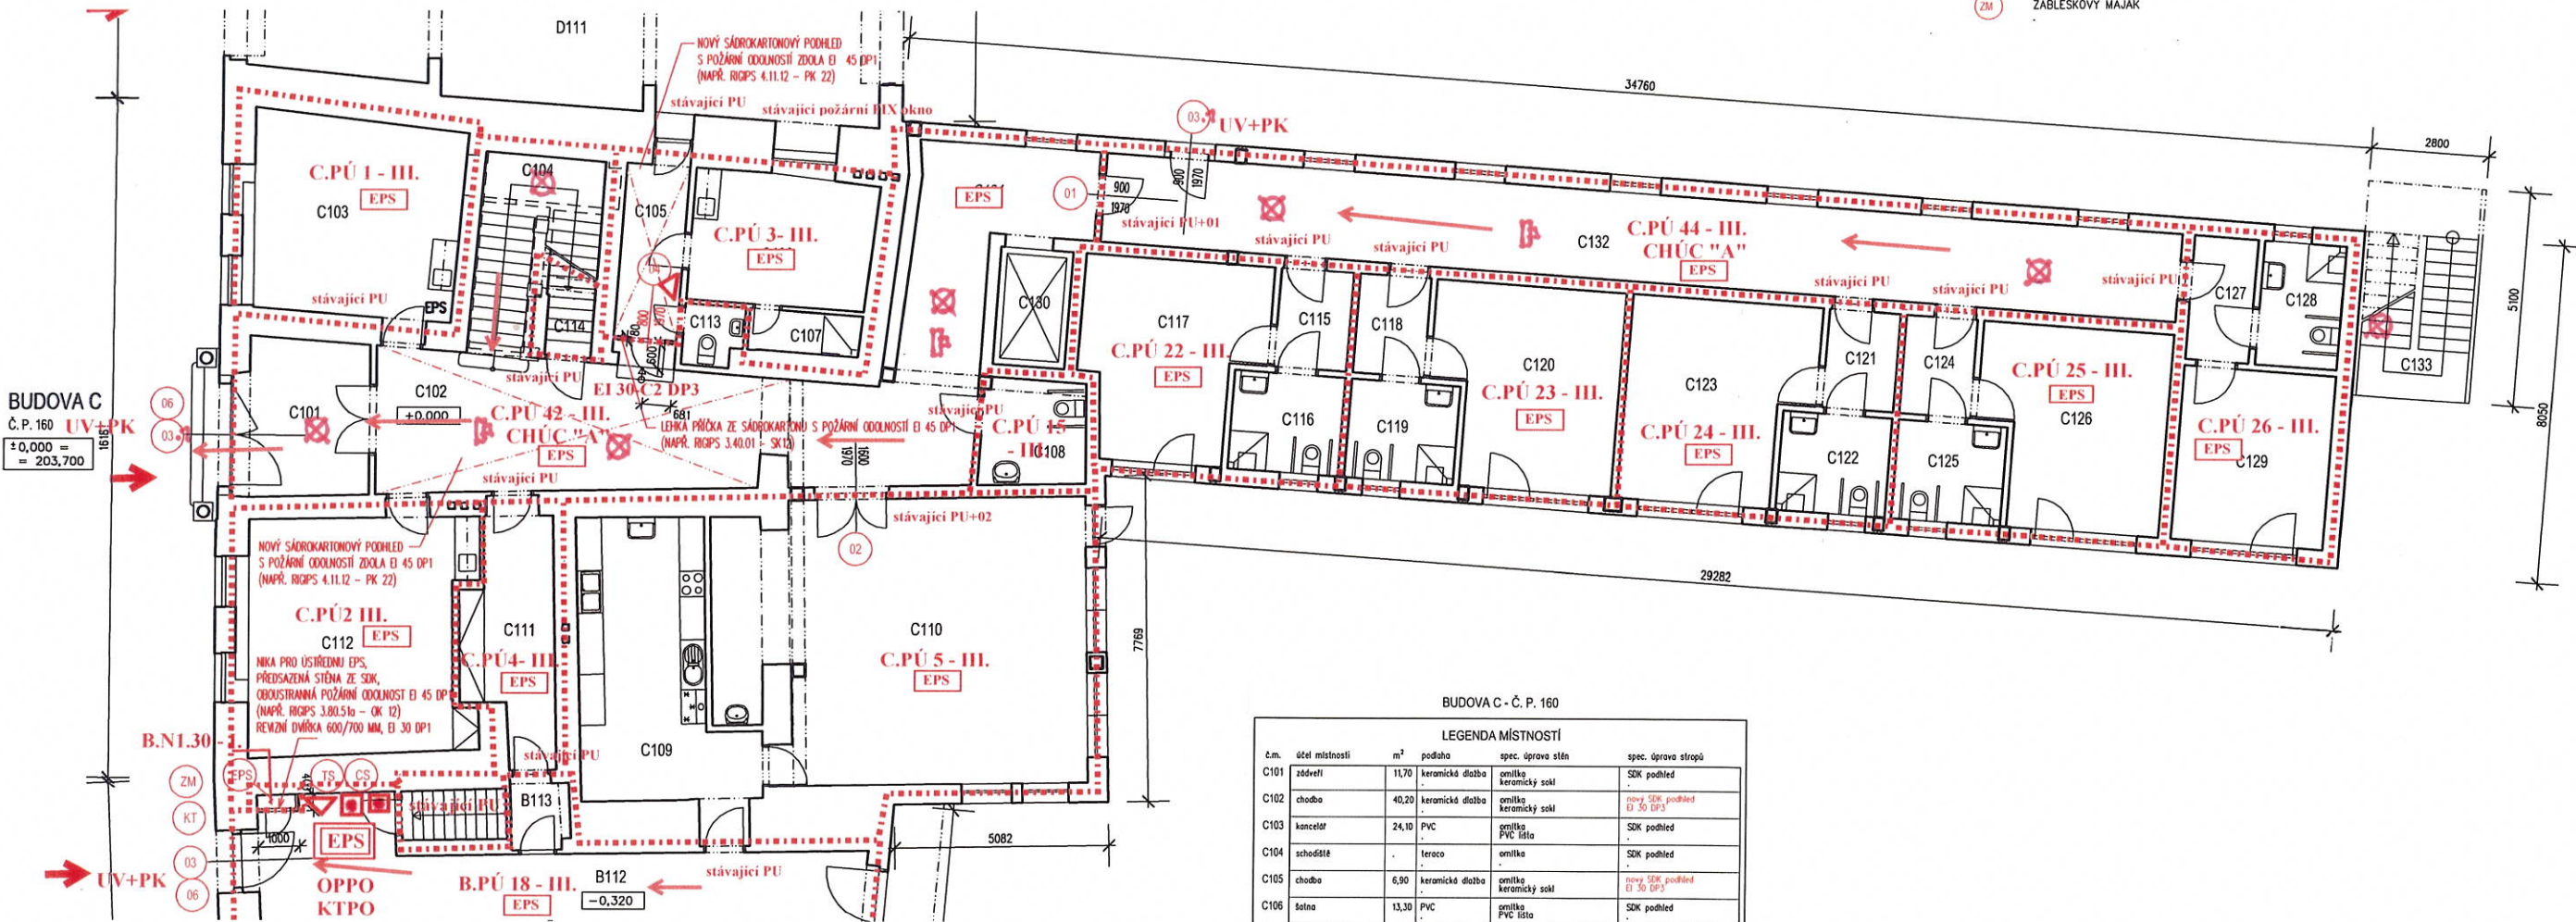 ZM ZÁBLESKOVÝ MAJÁK
D111
NOVÝ SÁDROKARTONOVÝ PODHLED
S POŽÁRNÍ ODOLNOSTÍ ZDOLA EI 45 DP1
(NAPŘ. RIGIPS 4.11.12 - PK 22)
stávající PU
stávající požární FIX okno
34760
2800
03
UV+PK
C.PÚ 1 - III.
EPS
C103
C104
C105
C.PÚ 3- III.
EPS
EPS
01
900
1970
900
1970
stávající PU+01
stávající PU
stávající PU
C132
C.PÚ 44 - III.
CHÚC "A"
EPS
stávající PU
stávající PU
stávající PU
C127
C128
5100
8050
C133
stávající PU
EPS
C114
04
780
800
1970
600
C113
C107
C130
C117
C.PÚ 22 - III.
EPS
C115
C118
C120
C.PÚ 23 - III.
EPS
C123
C.PÚ 24 - III.
EPS
C121
C124
C.PÚ 25 - III.
EPS
C126
C.PÚ 26 - III.
EPS
C129
BUDOVA C
Č. P. 160
±0,000 =
= 203,700
UV+PK
06
03
1616
C101
C102
+0,000
C.PÚ 42 - III.
CHÚC "A"
EPS
stávající PU
EI 30 C2 DP3
681
LEHKÁ PŘÍČKA ZE SÁDROKARTONU S POŽÁRNÍ ODOLNOSTÍ EI 45 DP1
(NAPŘ. RIGIPS 3.40.01 - SK12)
stávající PU
1600
1970
stávající PU
C.PÚ 15
- III.
C108
C116
C119
C122
C125
stávající PU+02
02
29282
NOVÝ SÁDROKARTONOVÝ PODHLED
S POŽÁRNÍ ODOLNOSTÍ ZDOLA EI 45 DP1
(NAPŘ. RIGIPS 4.11.12 - PK 22)
C.PÚ2 III.
C112
EPS
C111
C.PÚ4- III.
EPS
C110
C.PÚ 5 - III.
EPS
7769
NIKA PRO ÚSTŘEDNU EPS,
PŘEDSAZENÁ STĚNA ZE SDK,
OBOUSTRANNÁ POŽÁRNÍ ODOLNOST EI 45 DP1
(NAPŘ. RIGIPS 3.80.51a - OK 12)
REVIZNÍ DVÍŘKA 600/700 MM, EI 30 DP1
B.N1.30 -
C109
stávající PU
ZM
EPS
TS
CS
KT
stávající PU
B113
1000
EPS
5082
03
06
UV+PK
OPPO
KTPO
B.PÚ 18 - III.
EPS
B112
-0,320
stávající PU
BUDOVA C - Č. P. 160
LEGENDA MÍSTNOSTÍ
č.m. účel místnosti m² podlaha spec. úprava stěn spec. úprava stropů
C101 zádveří 11,70 keramická dlažba omítka keramický sokl SDK podhled
C102 chodba 40,20 keramická dlažba omítka keramický sokl nový SDK podhled EI 30 DP3
C103 kancelář 24,10 PVC omítka PVC lišta SDK podhled
C104 schodiště . teraco omítka SDK podhled
C105 chodba 6,90 keramická dlažba omítka keramický sokl nový SDK podhled EI 30 DP3
C106 šatna 13,30 PVC omítka PVC lišta SDK podhled